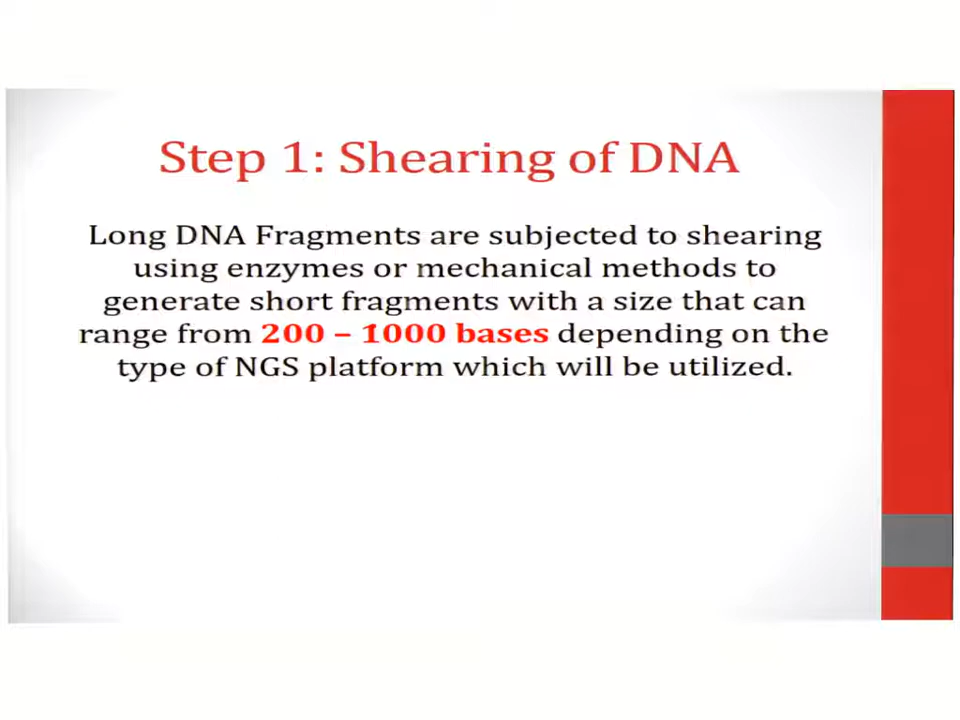 Step 1: Shearing of DNA
Long DNA Fragments are subjected to shearing
using enzymes or mechanical methods to
generate short fragments with a size that can
range from 200 – 1000 bases depending on the
type of NGS platform which will be utilized.